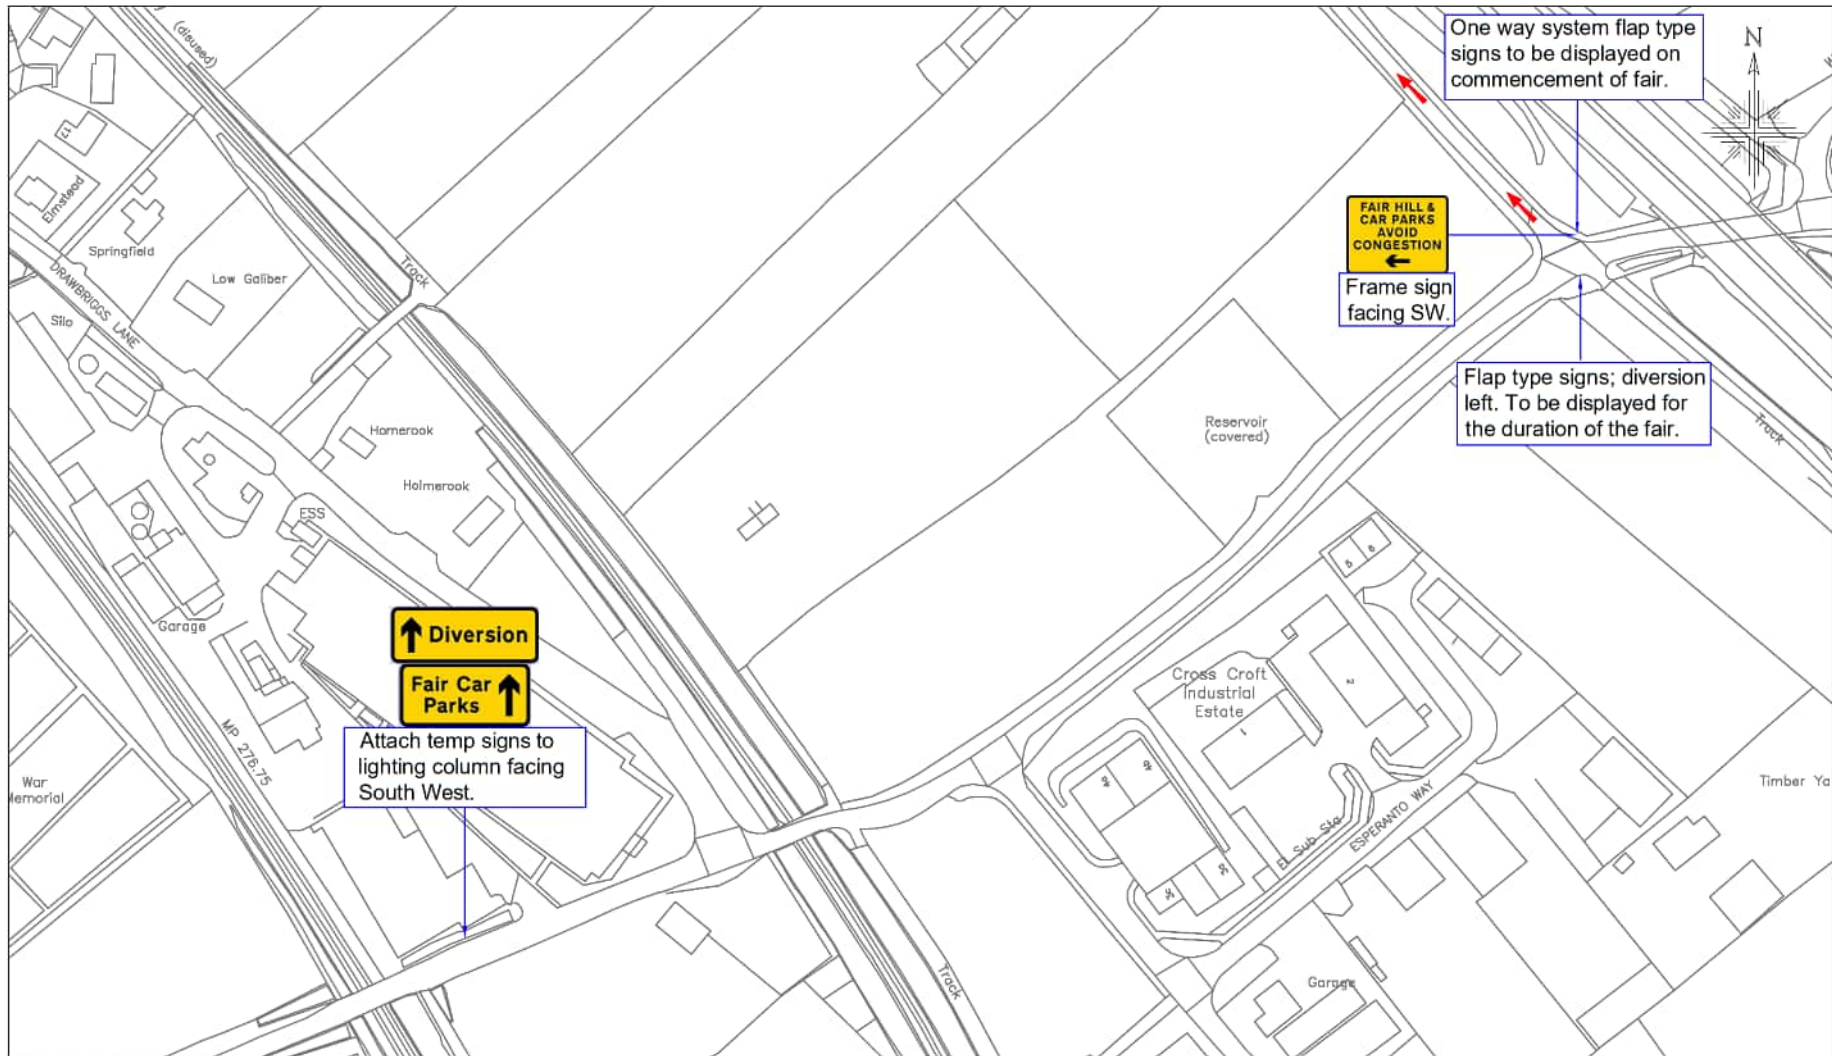 (disused)
One way system flap type
signs to be displayed on
commencement of fair.
N
17
Elmstead
Springfield
Low Galiber
Track
DRAWBRIGGS LANE
Silo
FAIR HILL &
CAR PARKS
AVOID
CONGESTION
Frame sign
facing SW.
Flap type signs; diversion
left. To be displayed for
the duration of the fair.
Track
Homerook
Holmerook
Reservoir
(covered)
ESS
Garage
Diversion
Fair Car
Parks
Attach temp signs to
lighting column facing
South West.
MP 276.75
War
Memorial
Cross Croft
Industrial
Estate
1
2
Timber Ya
El Sub Sta
ESPERANTO WAY
Track
Garage